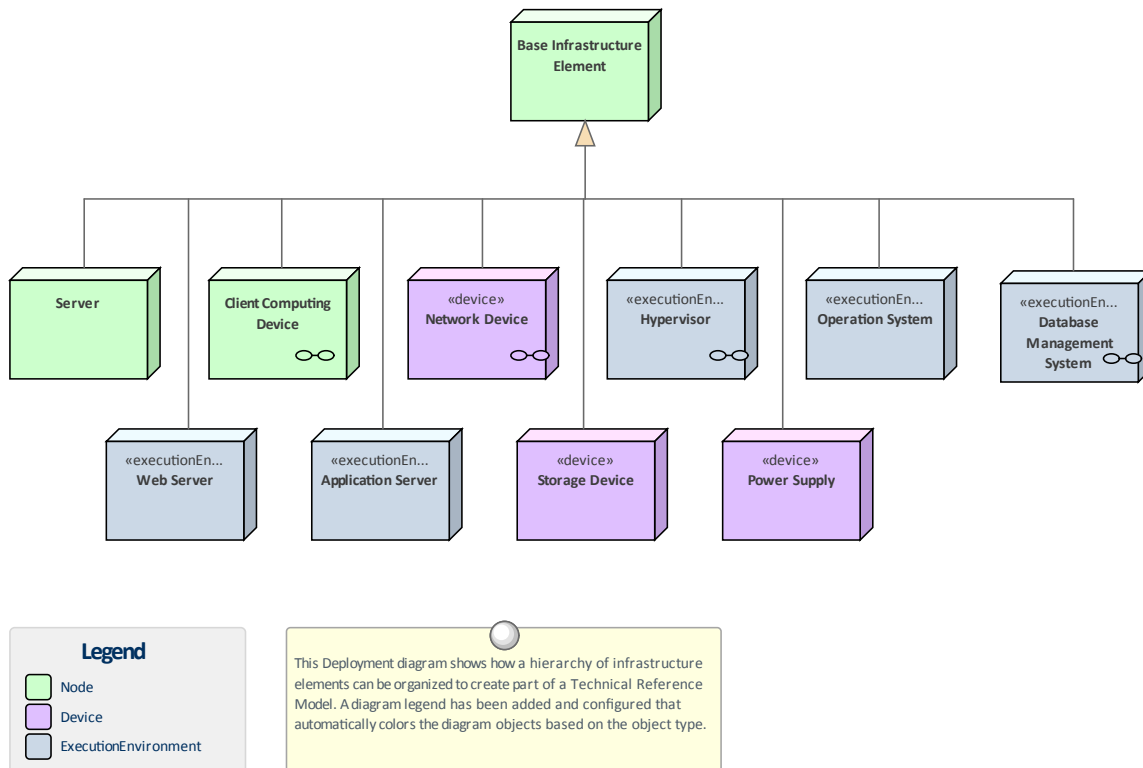 Base Infrastructure
Element
Server
Client Computing
Device
«device»
Network Device
«executionEn...
Hypervisor
«executionEn...
Operation System
«executionEn...
Database
Management
System
«executionEn...
Web Server
«executionEn...
Application Server
«device»
Storage Device
«device»
Power Supply
Legend
Node
Device
ExecutionEnvironment
This Deployment diagram shows how a hierarchy of infrastructure
elements can be organized to create part of a Technical Reference
Model. A diagram legend has been added and configured that
automatically colors the diagram objects based on the object type.